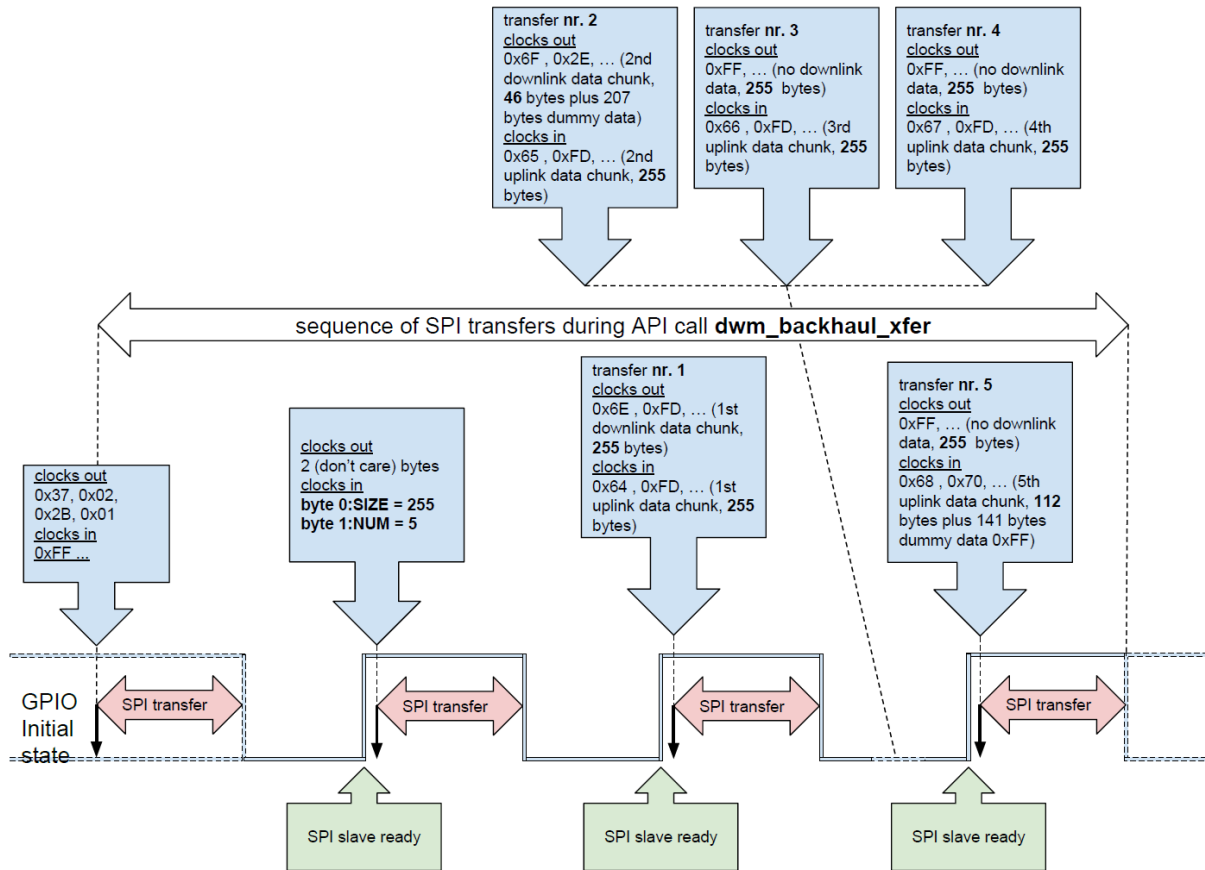 transfer nr. 2
clocks out
0x6F , 0x2E, … (2nd
downlink data chunk,
46 bytes plus 207
bytes dummy data)
clocks in
0x65 , 0xFD, … (2nd
uplink data chunk, 255
bytes)
transfer nr. 3
clocks out
0xFF, … (no downlink
data, 255 bytes)
clocks in
0x66 , 0xFD, … (3rd
uplink data chunk, 255
bytes)
transfer nr. 4
clocks out
0xFF, … (no downlink
data, 255 bytes)
clocks in
0x67 , 0xFD, … (4th
uplink data chunk, 255
bytes)
sequence of SPI transfers during API call dwm_backhaul_xfer
clocks out
0x37, 0x02,
0x2B, 0x01
clocks in
0xFF ...
clocks out
2 (don't care) bytes
clocks in
byte 0:SIZE = 255
byte 1:NUM = 5
transfer nr. 1
clocks out
0x6E , 0xFD, … (1st
downlink data chunk,
255 bytes)
clocks in
0x64 , 0xFD, … (1st
uplink data chunk, 255
bytes)
transfer nr. 5
clocks out
0xFF, … (no downlink
data, 255 bytes)
clocks in
0x68 , 0x70, … (5th
uplink data chunk, 112
bytes plus 141 bytes
dummy data 0xFF)
GPIO
Initial
state
SPI transfer
SPI transfer
SPI transfer
SPI transfer
SPI slave ready
SPI slave ready
SPI slave ready